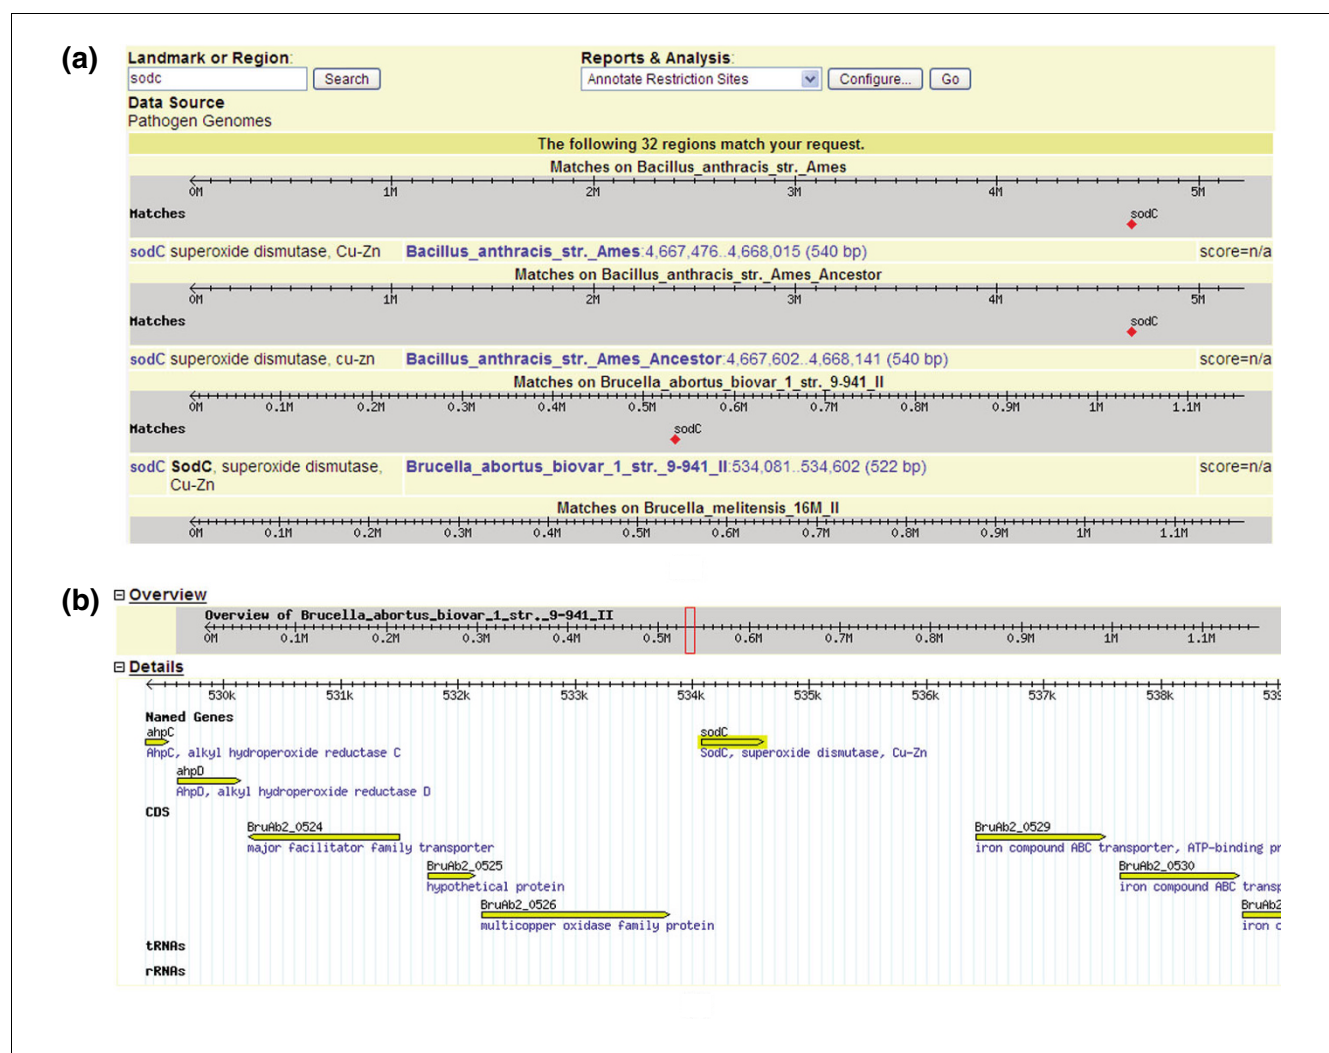 (a)
Landmark or Region: Reports & Analysis:
sodc Search Annotate Restriction Sites Configure... Go
Data Source
Pathogen Genomes
The following 32 regions match your request.
Matches on Bacillus_anthracis_str._Ames
0M 1M 2M 3M 4M 5M
Matches sodC
sodC superoxide dismutase, Cu-Zn Bacillus_anthracis_str._Ames:4,667,476..4,668,015 (540 bp) score=n/a
Matches on Bacillus_anthracis_str._Ames_Ancestor
0M 1M 2M 3M 4M 5M
Matches sodC
sodC superoxide dismutase, cu-zn Bacillus_anthracis_str._Ames_Ancestor:4,667,602..4,668,141 (540 bp) score=n/a
Matches on Brucella_abortus_biovar_1_str._9-941_II
0M 0.1M 0.2M 0.3M 0.4M 0.5M 0.6M 0.7M 0.8M 0.9M 1M 1.1M
Matches sodC
sodC SodC, superoxide dismutase, Brucella_abortus_biovar_1_str._9-941_II:534,081..534,602 (522 bp) score=n/a
Cu-Zn
Matches on Brucella_melitensis_16M_II
0M 0.1M 0.2M 0.3M 0.4M 0.5M 0.6M 0.7M 0.8M 0.9M 1M 1.1M
(b)
Overview
Overview of Brucella_abortus_biovar_1_str._9-941_II
0M 0.1M 0.2M 0.3M 0.4M 0.5M 0.6M 0.7M 0.8M 0.9M 1M 1.1M
Details
530k 531k 532k 533k 534k 535k 536k 537k 538k 539
Named Genes
ahpC sodC
AhpC, alkyl hydroperoxide reductase C SodC, superoxide dismutase, Cu-Zn
ahpD
AhpD, alkyl hydroperoxide reductase D
CDS
BruAb2_0524 BruAb2_0529
major facilitator family transporter iron compound ABC transporter, ATP-binding pr
BruAb2_0525 BruAb2_0530
hypothetical protein iron compound ABC transp
BruAb2_0526 BruAb2
multicopper oxidase family protein iron c
tRNAs
rRNAs